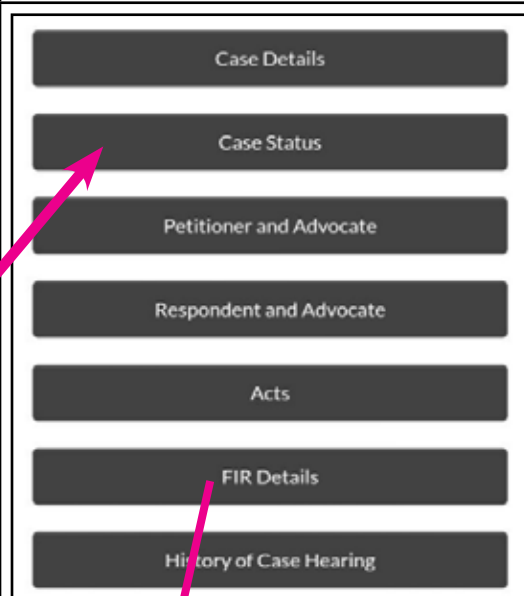 Case Details
Case Status
Petitioner and Advocate
Respondent and Advocate
Acts
FIR Details
History of Case Hearing